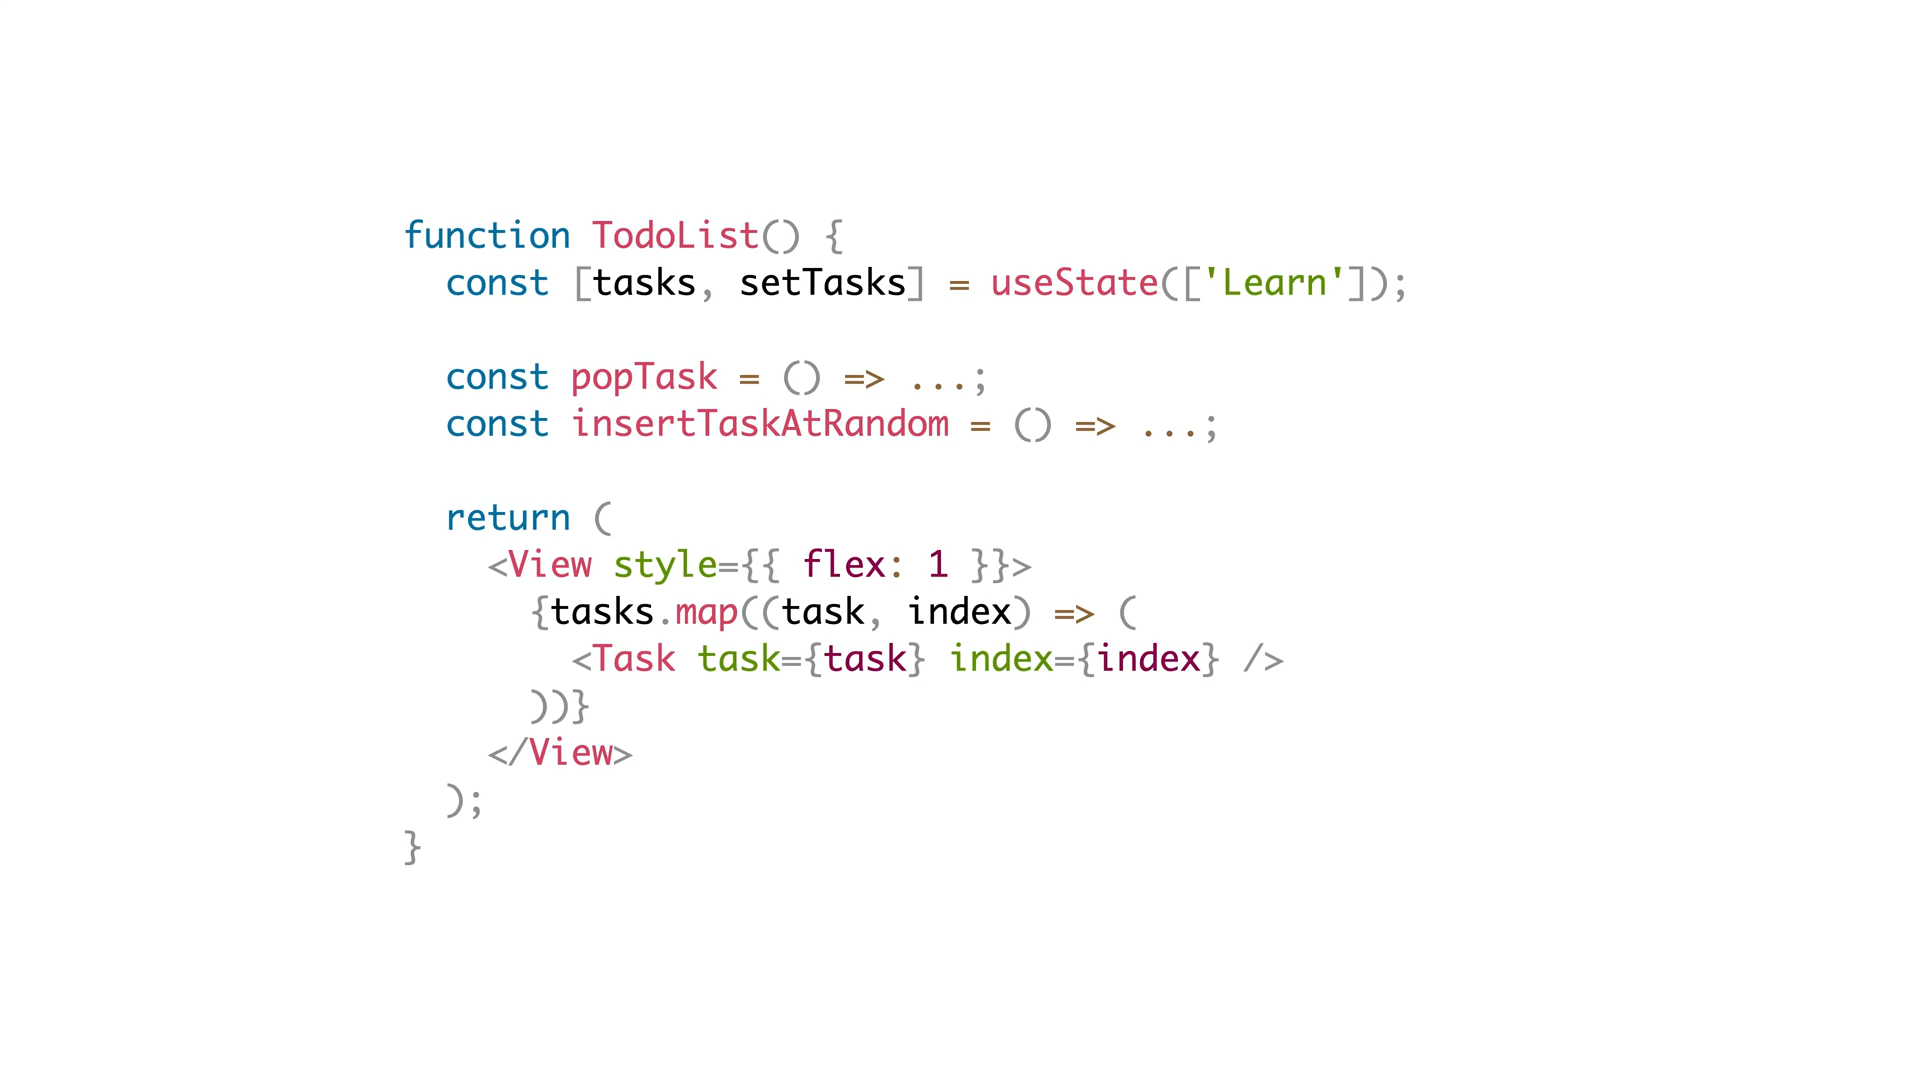 function TodoList() {
  const [tasks, setTasks] = useState(['Learn']);
  const popTask = () => ...;
  const insertTaskAtRandom = () => ...;
  return (
    <View style={{ flex: 1 }}>
      {tasks.map((task, index) => (
        <Task task={task} index={index} />
      ))}
    </View>
  );
}